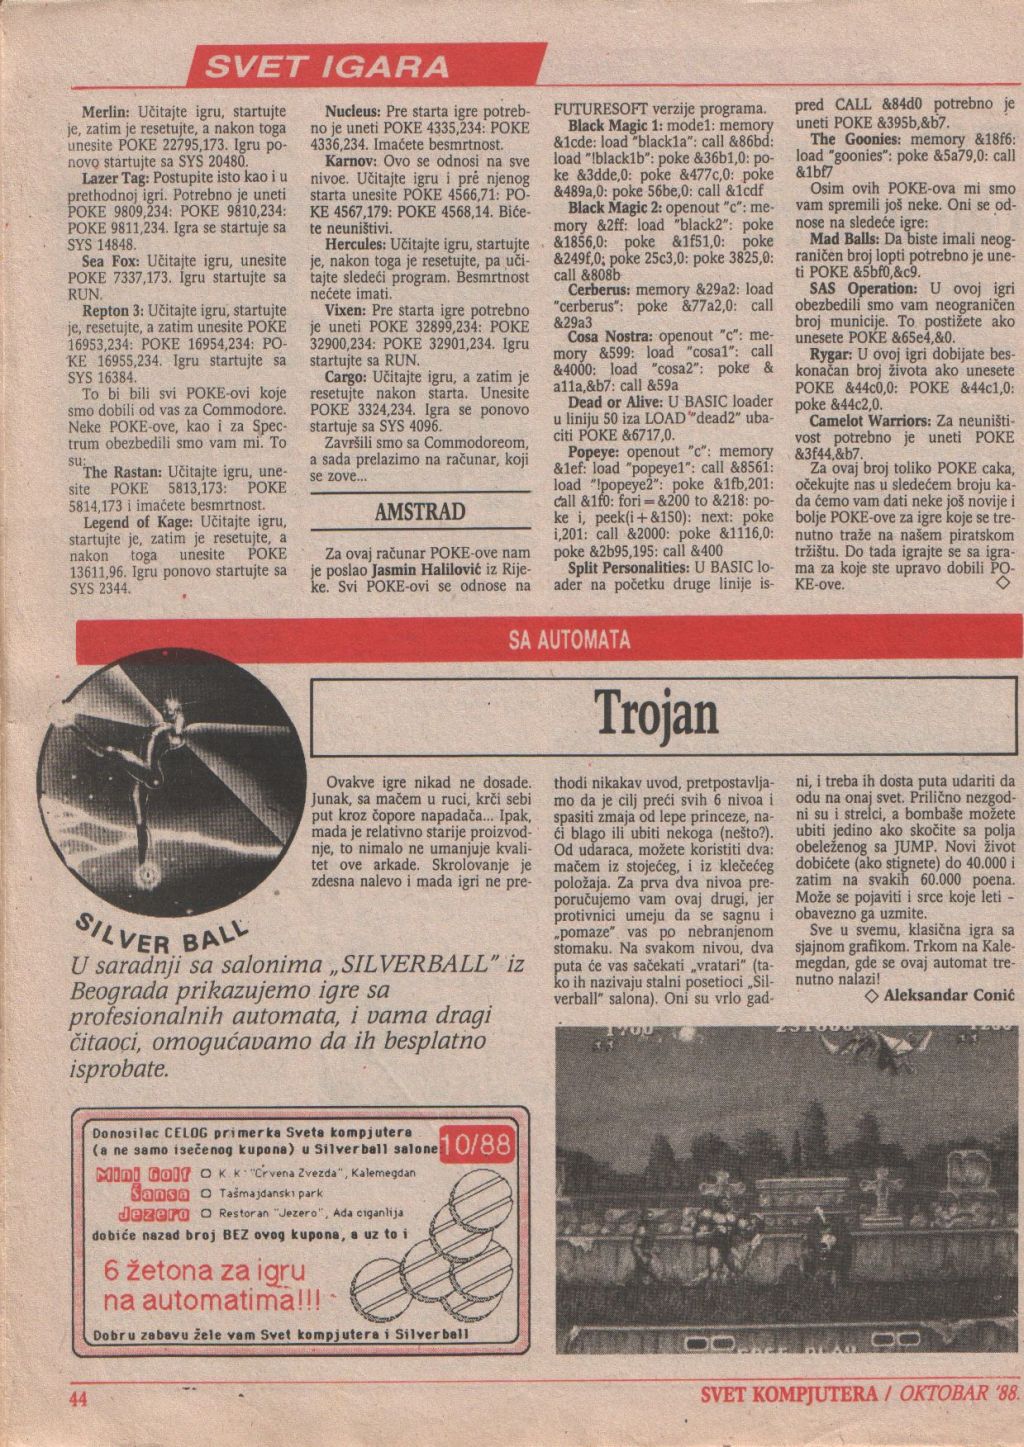 SVET IGARA
Merlin: Učitajte igru, startujte
je, zatim je resetujte, a nakon toga
unesite POKE 22795,173. Igru po-
novo startujte sa SYS 20480.
Lazer Tag: Postupite isto kao i u
prethodnoj igri. Potrebno je uneti
POKE 9809,234: POKE 9810,234:
POKE 9811,234. Igra se startuje sa
SYS 14848.
Sea Fox: Učitajte igru, unesite
POKE 7337,173. Igru startujte sa
RUN.
Repton 3: Učitajte igru, startujte
je, resetujte, a zatim unesite POKE
16953,234: POKE 16954,234: PO-
KE 16955,234. Igru startujte sa
SYS 16384.
To bi bili svi POKE-ovi koje
smo dobili od vas za Commodore.
Neke POKE-ove, kao i za Spec-
trum obezbedili smo vam mi. To
su:
The Rastan: Učitajte igru, une-
site POKE 5813,173: POKE
5814,173 i imaćete besmrtnost.
Legend of Kage: Učitajte igru,
startujte je, zatim je resetujte, a
nakon toga unesite POKE
13611,96. Igru ponovo startujte sa
SYS 2344.
Nucleus: Pre starta igre potreb-
no je uneti POKE 4335,234: POKE
4336,234. Imaćete besmrtnost.
Karnov: Ovo se odnosi na sve
nivoe. Učitajte igru i pré njenog
starta unesite POKE 4566,71: PO-
KE 4567,179: POKE 4568,14. Biće-
te neuništivi.
Hercules: Učitajte igru, startujte
je, nakon toga je resetujte, pa uči-
tajte sledeći program. Besmrtnost
nećete imati.
Vixen: Pre starta igre potrebno
je uneti POKE 32899,234: POKE
32900,234: POKE 32901,234. Igru
startujte sa RUN.
Cargo: Učitajte igru, a zatim je
resetujte nakon starta. Unesite
POKE 3324,234. Igra se ponovo
startuje sa SYS 4096.
Završili smo sa Commodoreom,
a sada prelazimo na računar, koji
se zove...
AMSTRAD
Za ovaj računar POKE-ove nam
je poslao Jasmin Halilović iz Rije-
ke. Svi POKE-ovi se odnose na
FUTURESOFT verzije programa.
Black Magic 1: mode1: memory
&1cde: load "black1a": call &86bd:
load "!black1b": poke &36b1,0: po-
ke &3dde,0: poke &477c,0: poke
&489a,0: poke 56be,0: call &1cdf
Black Magic 2: openout "c": me-
mory &2ff: load "black2": poke
&1856,0: poke &1f51,0: poke
&249f,0; poke 25c3,0: poke 3825,0:
call &808b
Cerberus: memory &29a2: load
"cerberus": poke &77a2,0: call
&29a3
Cosa Nostra: openout "c": me-
mory &599: load "cosa1": call
&4000: load "cosa2": poke &
a11a,&b7: call &59a
Dead or Alive: U BASIC loader
u liniju 50 iza LOAD "dead2" uba-
citi POKE &6717,0.
Popeye: openout "c": memory
&1ef: load "popeye1": call &8561:
load "!popeye2": poke &1fb,201:
call &1f0: fori=&200 to &218: po-
ke i, peek(i+&150): next: poke
i,201: call &2000: poke &1116,0:
poke &2b95,195: call &400
Split Personalities: U BASIC lo-
ader na početku druge linije is-
pred CALL &84d0 potrebno je
uneti POKE &395b,&b7.
The Goonies: memory &18f6:
load "goonies": poke &5a79,0: call
&1bf7
Osim ovih POKE-ova mi smo
vam spremili još neke. Oni se od-
nose na sledeće igre:
Mad Balls: Da biste imali neog-
raničen broj lopti potrebno je une-
ti POKE &5bf0,&c9.
SAS Operation: U ovoj igri
obezbedili smo vam neograničen
broj municije. To postižete ako
unesete POKE &65e4,&0.
Rygar: U ovoj igri dobijate bes-
konačan broj života ako unesete
POKE &44c0,0: POKE &44c1,0:
poke &44c2,0.
Camelot Warriors: Za neuništi-
vost potrebno je uneti POKE
&3f44,&b7.
Za ovaj broj toliko POKE caka,
očekujte nas u sledećem broju ka-
da ćemo vam dati neke još novije i
bolje POKE-ove za igre koje se tre-
nutno traže na našem piratskom
tržištu. Do tada igrajte se sa igra-
ma za koje ste upravo dobili PO-
KE-ove. ◇
SA AUTOMATA
Trojan
SILVER BALL
U saradnji sa salonima „SILVERBALL" iz
Beograda prikazujemo igre sa
profesionalnih automata, i vama dragi
čitaoci, omogućavamo da ih besplatno
isprobate.
Ovakve igre nikad ne dosade.
Junak, sa mačem u ruci, krči sebi
put kroz čopore napadača... Ipak,
mada je relativno starije proizvod-
nje, to nimalo ne umanjuje kvali-
tet ove arkade. Skrolovanje je
zdesna nalevo i mada igri ne pre-
thodi nikakav uvod, pretpostavlja-
mo da je cilj preći svih 6 nivoa i
spasiti zmaja od lepe princeze, na-
ći blago ili ubiti nekoga (nešto?).
Od udaraca, možete koristiti dva:
mačem iz stojećeg, i iz klečećeg
položaja. Za prva dva nivoa pre-
poručujemo vam ovaj drugi, jer
protivnici umeju da se sagnu i
„pomaze" vas po nebranjenom
stomaku. Na svakom nivou, dva
puta će vas sačekati „vratari" (ta-
ko ih nazivaju stalni posetioci „Sil-
verball" salona). Oni su vrlo gad-
ni, i treba ih dosta puta udariti da
odu na onaj svet. Prilično nezgod-
ni su i strelci, a bombaše možete
ubiti jedino ako skočite sa polja
obeleženog sa JUMP. Novi život
dobićete (ako stignete) do 40.000 i
zatim na svakih 60.000 poena.
Može se pojaviti i srce koje leti –
obavezno ga uzmite.
Sve u svemu, klasična igra sa
sjajnom grafikom. Trkom na Kale-
megdan, gde se ovaj automat tre-
nutno nalazi!
◇ Aleksandar Conić
Donosilac CELOG primerka Sveta kompjutera
(a ne samo isečenog kupona) u Silverball salone
10/88
Mini Golf O K. K. "Crvena Zvezda", Kalemegdan
Šansa O Tašmajdanski park
Jezero O Restoran "Jezero", Ada ciganlija
dobiće nazad broj BEZ ovog kupona, a uz to i
6 žetona za igru
na automatima!!!
Dobru zabavu žele vam Svet kompjutera i Silverball
44
SVET KOMPJUTERA / OKTOBAR '88.